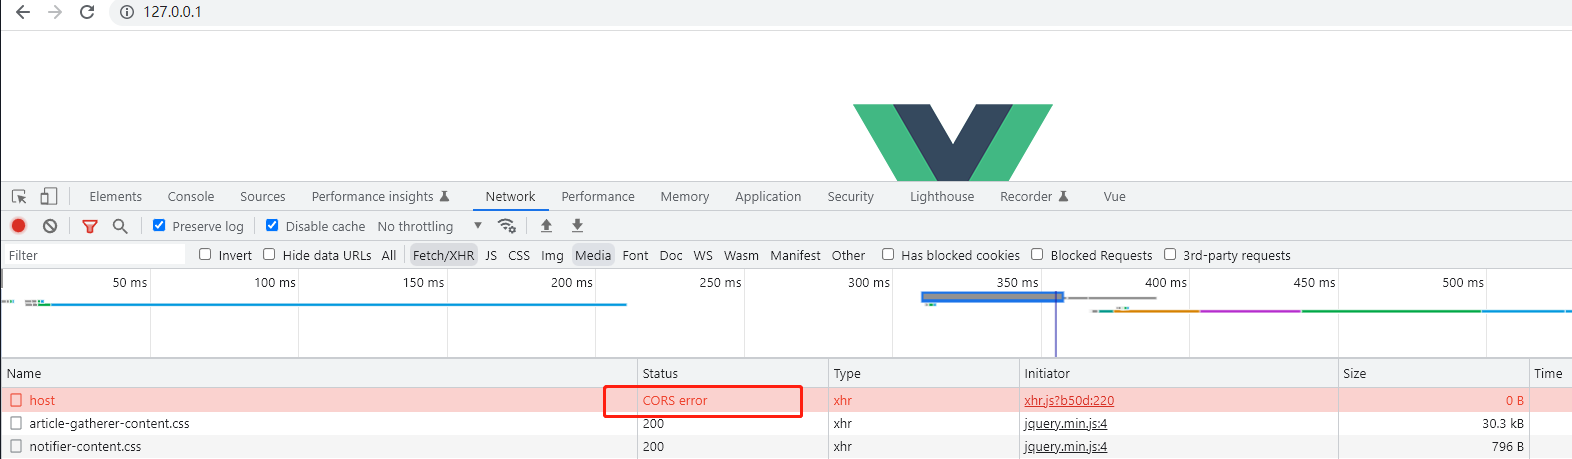 127.0.0.1
Elements Console Sources Performance insights Network Performance Memory Application Security Lighthouse Recorder Vue
Preserve log Disable cache No throttling
Filter Invert Hide data URLs All Fetch/XHR JS CSS Img Media Font Doc WS Wasm Manifest Other Has blocked cookies Blocked Requests 3rd-party requests
50 ms 100 ms 150 ms 200 ms 250 ms 300 ms 350 ms 400 ms 450 ms 500 ms
Name Status Type Initiator Size Time
host CORS error xhr xhr.js?b50d:220 0 B
article-gatherer-content.css 200 xhr jquery.min.js:4 30.3 kB
notifier-content.css 200 xhr jquery.min.js:4 796 B